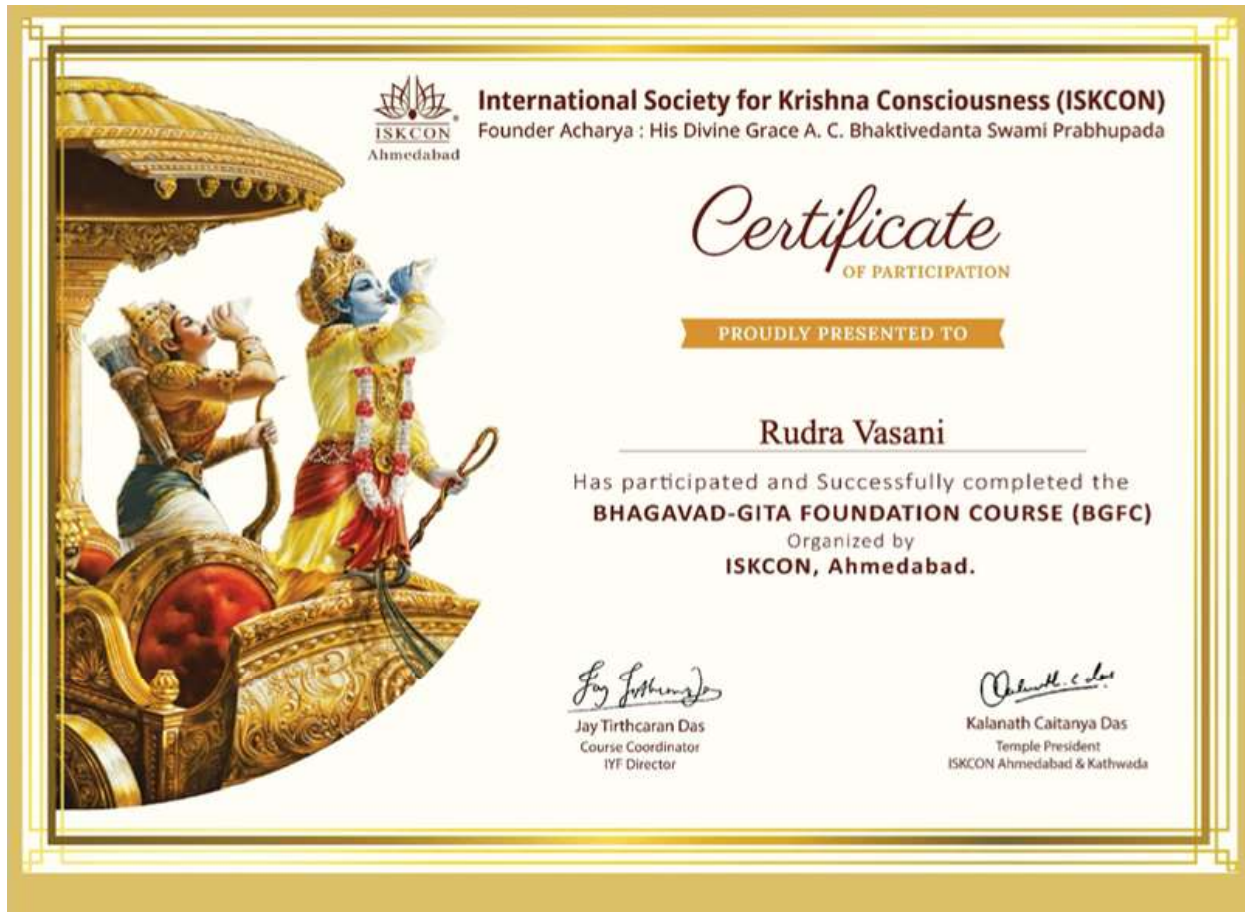 ISKCON
Ahmedabad
International Society for Krishna Consciousness (ISKCON)
Founder Acharya : His Divine Grace A. C. Bhaktivedanta Swami Prabhupada
Certificate
OF PARTICIPATION
PROUDLY PRESENTED TO
Rudra Vasani
Has participated and Successfully completed the
BHAGAVAD-GITA FOUNDATION COURSE (BGFC)
Organized by
ISKCON, Ahmedabad.
Jay Tirthcaran Das
Course Coordinator
IYF Director
Kalanath Caitanya Das
Temple President
ISKCON Ahmedabad & Kathwada